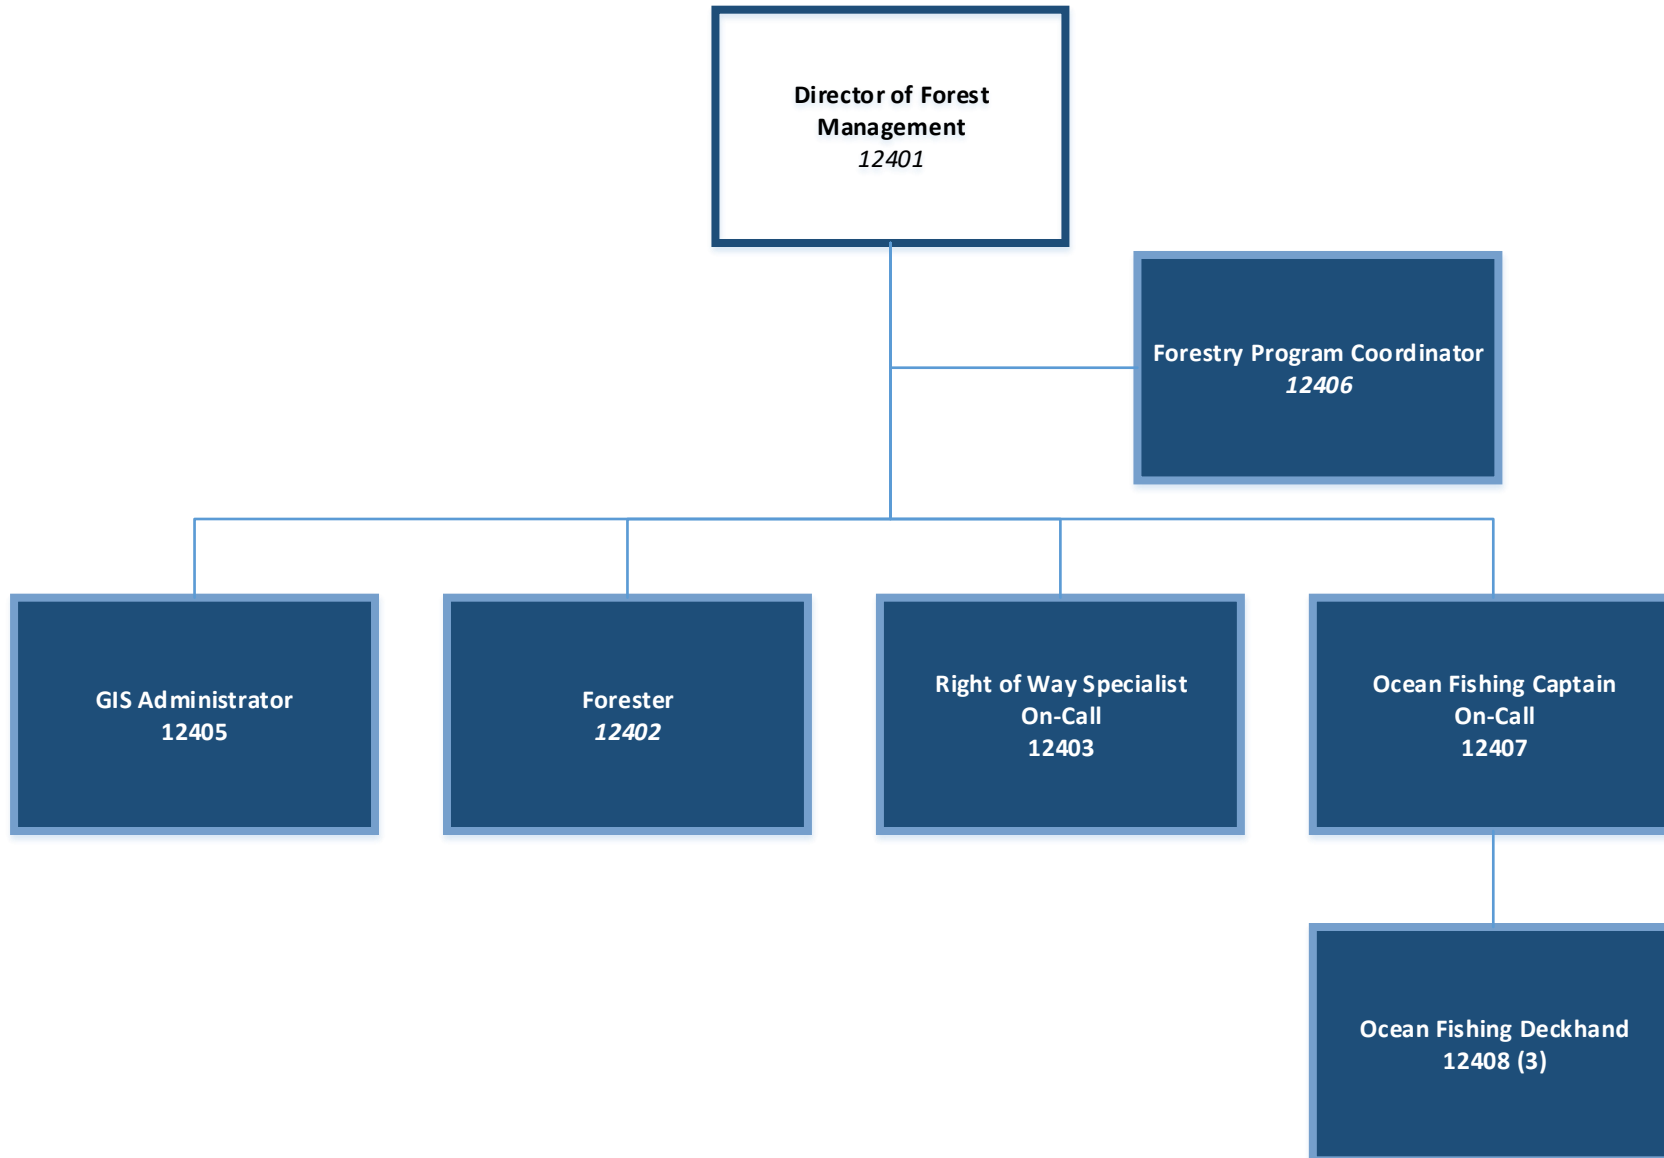 Director of Forest
Management
12401
Forestry Program Coordinator
12406
GIS Administrator
12405
Forester
12402
Right of Way Specialist
On-Call
12403
Ocean Fishing Captain
On-Call
12407
Ocean Fishing Deckhand
12408 (3)